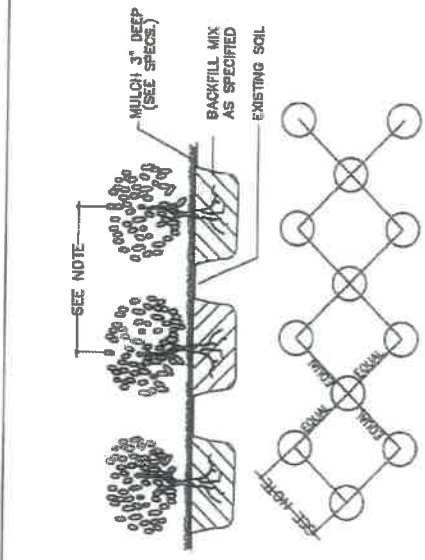 SEE NOTE
MULCH 3" DEEP
(SEE SPECS.)
BACKFILL MIX
AS SPECIFIED
EXISTING SOIL
SEE NOTE
EQUAL
EQUAL
EQUAL
EQUAL